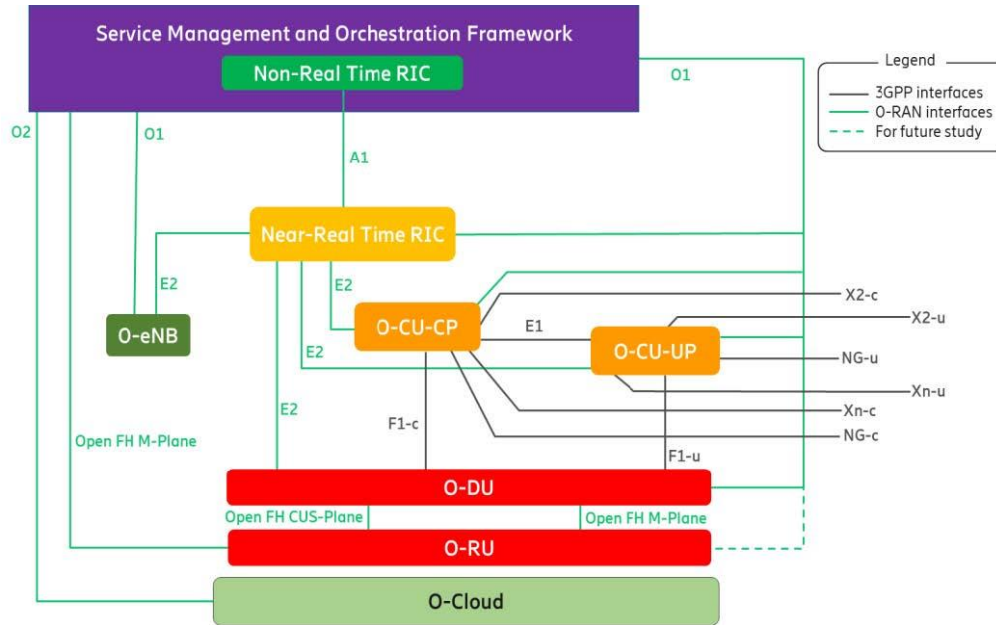 Service Management and Orchestration Framework
Non-Real Time RIC
O1
Legend
3GPP interfaces
O-RAN interfaces
For future study
O2
O1
A1
Near-Real Time RIC
E2
E2
O-eNB
O-CU-CP
E1
O-CU-UP
X2-c
X2-u
NG-u
Xn-u
Xn-c
NG-c
E2
E2
F1-c
F1-u
Open FH M-Plane
O-DU
Open FH CUS-Plane
Open FH M-Plane
O-RU
O-Cloud